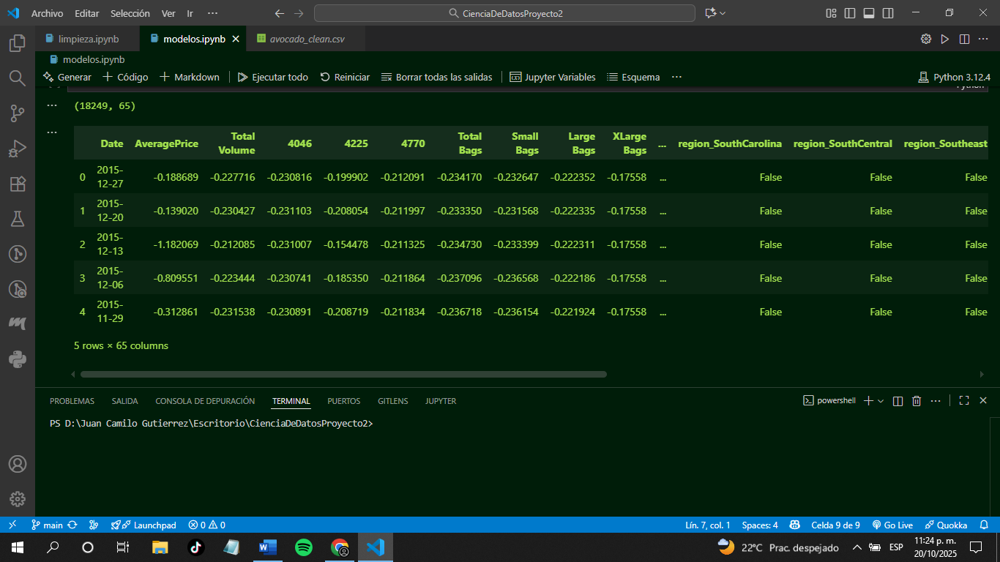 Archivo Editar Selección Ver Ir ··· CienciaDeDatosProyecto2
limpieza.ipynb modelos.ipynb avocado_clean.csv
modelos.ipynb
Generar Código Markdown Ejecutar todo Reiniciar Borrar todas las salidas Jupyter Variables Esquema ··· Python 3.12.4
Python
(18249, 65)
Date AveragePrice Total Volume 4046 4225 4770 Total Bags Small Bags Large Bags XLarge Bags ... region_SouthCarolina region_SouthCentral region_Southeast
0 2015-12-27 -0.188689 -0.227716 -0.230816 -0.199902 -0.212091 -0.234170 -0.232647 -0.222352 -0.17558 ... False False False
1 2015-12-20 -0.139020 -0.230427 -0.231103 -0.208054 -0.211997 -0.233350 -0.231568 -0.222335 -0.17558 ... False False False
2 2015-12-13 -1.182069 -0.212085 -0.231007 -0.154478 -0.211325 -0.234730 -0.233399 -0.222311 -0.17558 ... False False False
3 2015-12-06 -0.809551 -0.223444 -0.230741 -0.185350 -0.211864 -0.237096 -0.236568 -0.222186 -0.17558 ... False False False
4 2015-11-29 -0.312861 -0.231538 -0.230891 -0.208719 -0.211834 -0.236718 -0.236154 -0.221924 -0.17558 ... False False False
5 rows × 65 columns
PROBLEMAS SALIDA CONSOLA DE DEPURACIÓN TERMINAL PUERTOS GITLENS JUPYTER powershell
PS D:\Juan Camilo Gutierrez\Escritorio\CienciaDeDatosProyecto2>
main Launchpad 0 0 Lín. 7, col. 1 Spaces: 4 Celda 9 de 9 Go Live Quokka
22°C Prac. despejado ESP 11:24 p. m.
20/10/2025